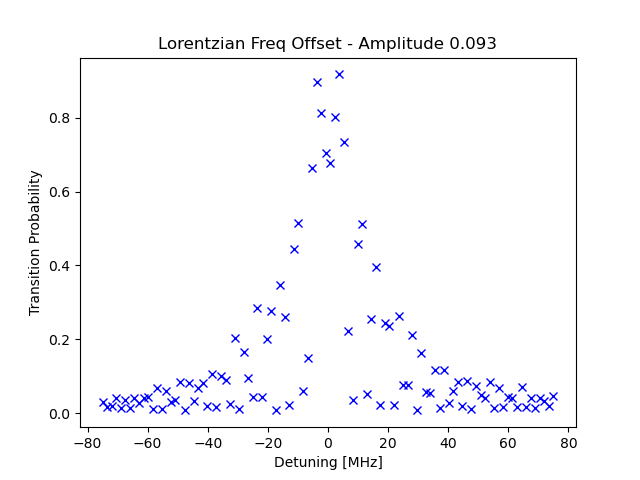 Lorentzian Freq Offset - Amplitude 0.093
Transition Probability
0.8
0.6
0.4
0.2
0.0
−80 −60 −40 −20 0 20 40 60 80
Detuning [MHz]